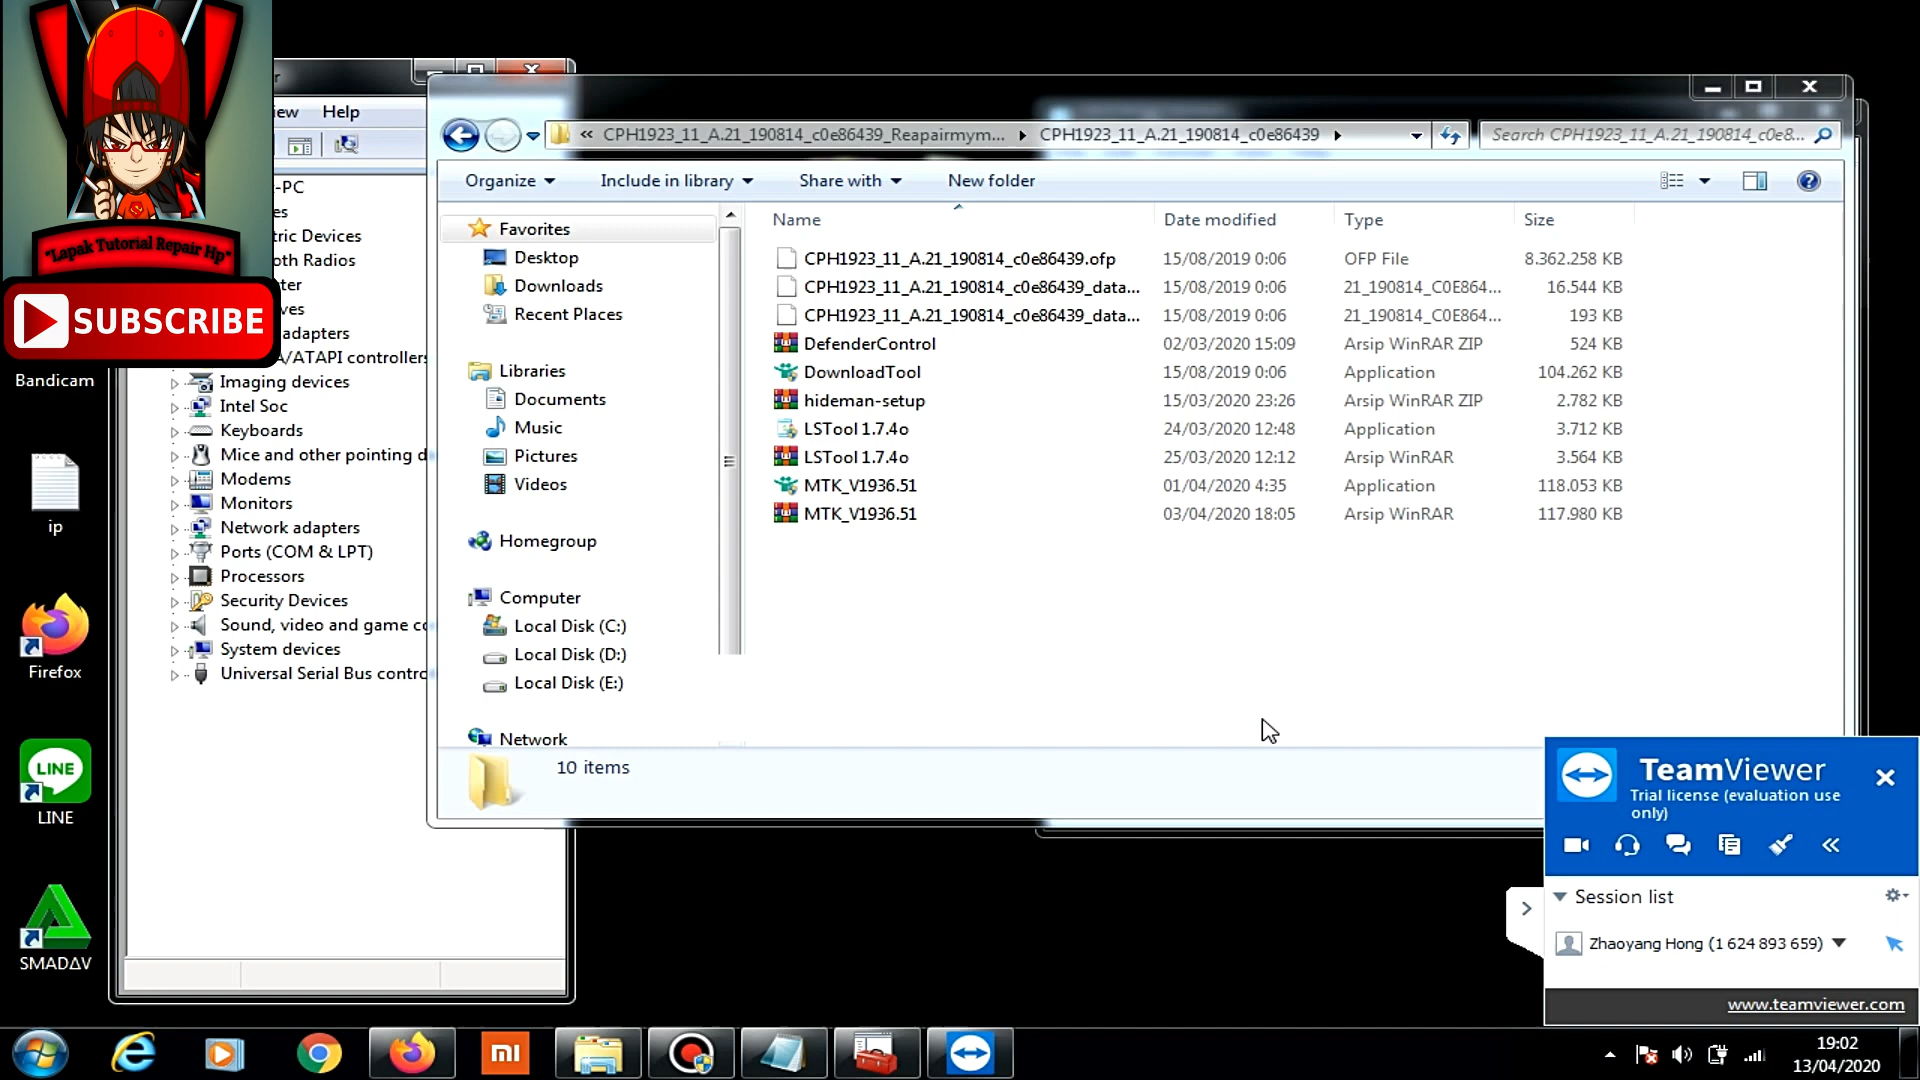 "Lapak Tutorial Repair Hp"
SUBSCRIBE
Bandicam
ip
Firefox
LINE
LINE
SMADΔV
r
iew Help
-PC
es
tric Devices
oth Radios
ter
ves
adapters
A/ATAPI controllers
Imaging devices
Intel Soc
Keyboards
Mice and other pointing d
Modems
Monitors
Network adapters
Ports (COM & LPT)
Processors
Security Devices
Sound, video and game co
System devices
Universal Serial Bus contro
« CPH1923_11_A.21_190814_c0e86439_Reapairmym... CPH1923_11_A.21_190814_c0e86439
Search CPH1923_11_A.21_190814_c0e8...
Organize Include in library Share with New folder
Favorites
Desktop
Downloads
Recent Places
Libraries
Documents
Music
Pictures
Videos
Homegroup
Computer
Local Disk (C:)
Local Disk (D:)
Local Disk (E:)
Network
Name Date modified Type Size
CPH1923_11_A.21_190814_c0e86439.ofp 15/08/2019 0:06 OFP File 8.362.258 KB
CPH1923_11_A.21_190814_c0e86439_data... 15/08/2019 0:06 21_190814_C0E864... 16.544 KB
CPH1923_11_A.21_190814_c0e86439_data... 15/08/2019 0:06 21_190814_C0E864... 193 KB
DefenderControl 02/03/2020 15:09 Arsip WinRAR ZIP 524 KB
DownloadTool 15/08/2019 0:06 Application 104.262 KB
hideman-setup 15/03/2020 23:26 Arsip WinRAR ZIP 2.782 KB
LSTool 1.7.4o 24/03/2020 12:48 Application 3.712 KB
LSTool 1.7.4o 25/03/2020 12:12 Arsip WinRAR 3.564 KB
MTK_V1936.51 01/04/2020 4:35 Application 118.053 KB
MTK_V1936.51 03/04/2020 18:05 Arsip WinRAR 117.980 KB
10 items
TeamViewer
Trial license (evaluation use
only)
Session list
Zhaoyang Hong (1 624 893 659)
www.teamviewer.com
mi
19:02
13/04/2020